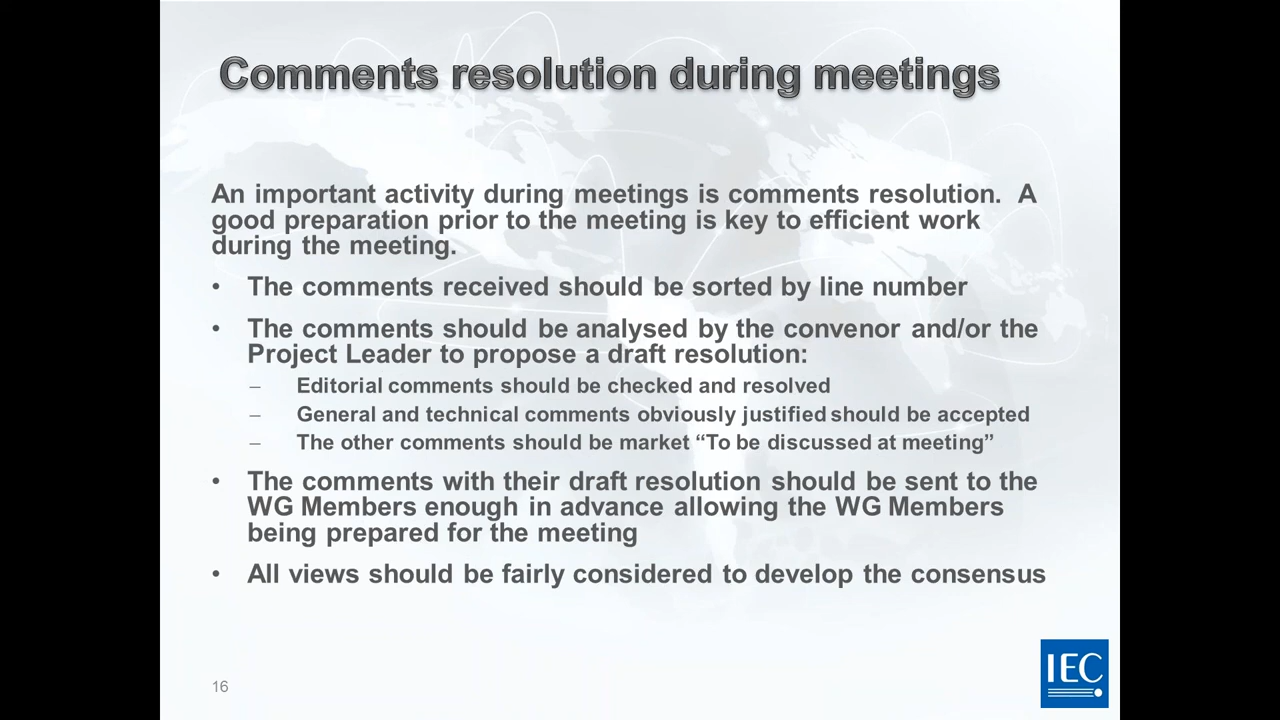 Comments resolution during meetings
An important activity during meetings is comments resolution.  A
good preparation prior to the meeting is key to efficient work
during the meeting.
• The comments received should be sorted by line number
• The comments should be analysed by the convenor and/or the
Project Leader to propose a draft resolution:
– Editorial comments should be checked and resolved
– General and technical comments obviously justified should be accepted
– The other comments should be market “To be discussed at meeting”
• The comments with their draft resolution should be sent to the
WG Members enough in advance allowing the WG Members
being prepared for the meeting
• All views should be fairly considered to develop the consensus
16
IEC